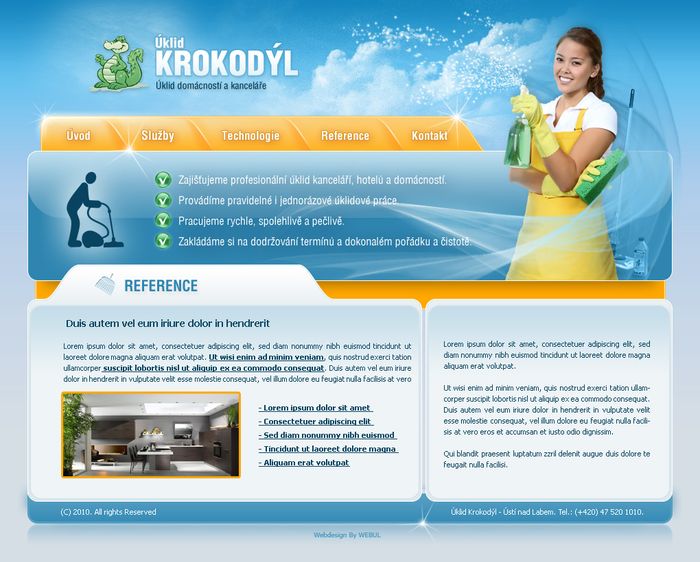 Úklid
KROKODÝL
Úklid domácností a kanceláře
Úvod
Služby
Technologie
Reference
Kontakt
Zajišťujeme profesionální úklid kanceláří, hotelů a domácností.
Provádíme pravidelné i jednorázové úklidové práce.
Pracujeme rychle, spolehlivě a pečlivě.
Zakládáme si na dodržování termínů a dokonalém pořádku a čistotě.
REFERENCE
Duis autem vel eum iriure dolor in hendrerit
Lorem ipsum dolor sit amet, consectetuer adipiscing elit, sed diam nonummy nibh euismod tincidunt ut
laoreet dolore magna aliquam erat volutpat. Ut wisi enim ad minim veniam, quis nostrud exerci tation
ullamcorper suscipit lobortis nisl ut aliquip ex ea commodo consequat. Duis autem vel eum iriure
dolor in hendrerit in vulputate velit esse molestie consequat, vel illum dolore eu feugiat nulla facilisis at vero
- Lorem ipsum dolor sit amet
- Consectetuer adipiscing elit
- Sed diam nonummy nibh euismod
- Tincidunt ut laoreet dolore magna
- Aliquam erat volutpat
Lorem ipsum dolor sit amet, consectetuer adipiscing elit, sed
diam nonummy nibh euismod tincidunt ut laoreet dolore magna
aliquam erat volutpat.
Ut wisi enim ad minim veniam, quis nostrud exerci tation ullam-
corper suscipit lobortis nisl ut aliquip ex ea commodo consequat.
Duis autem vel eum iriure dolor in hendrerit in vulputate velit
esse molestie consequat, vel illum dolore eu feugiat nulla facili-
sis at vero eros et accumsan et iusto odio dignissim.
Qui blandit praesent luptatum zzril delenit augue duis dolore te
feugait nulla facilisi.
(C) 2010. All rights Reserved
Úklid Krokodýl - Ústí nad Labem. Tel.: (+420) 47 520 1010.
Webdesign By WEBUL